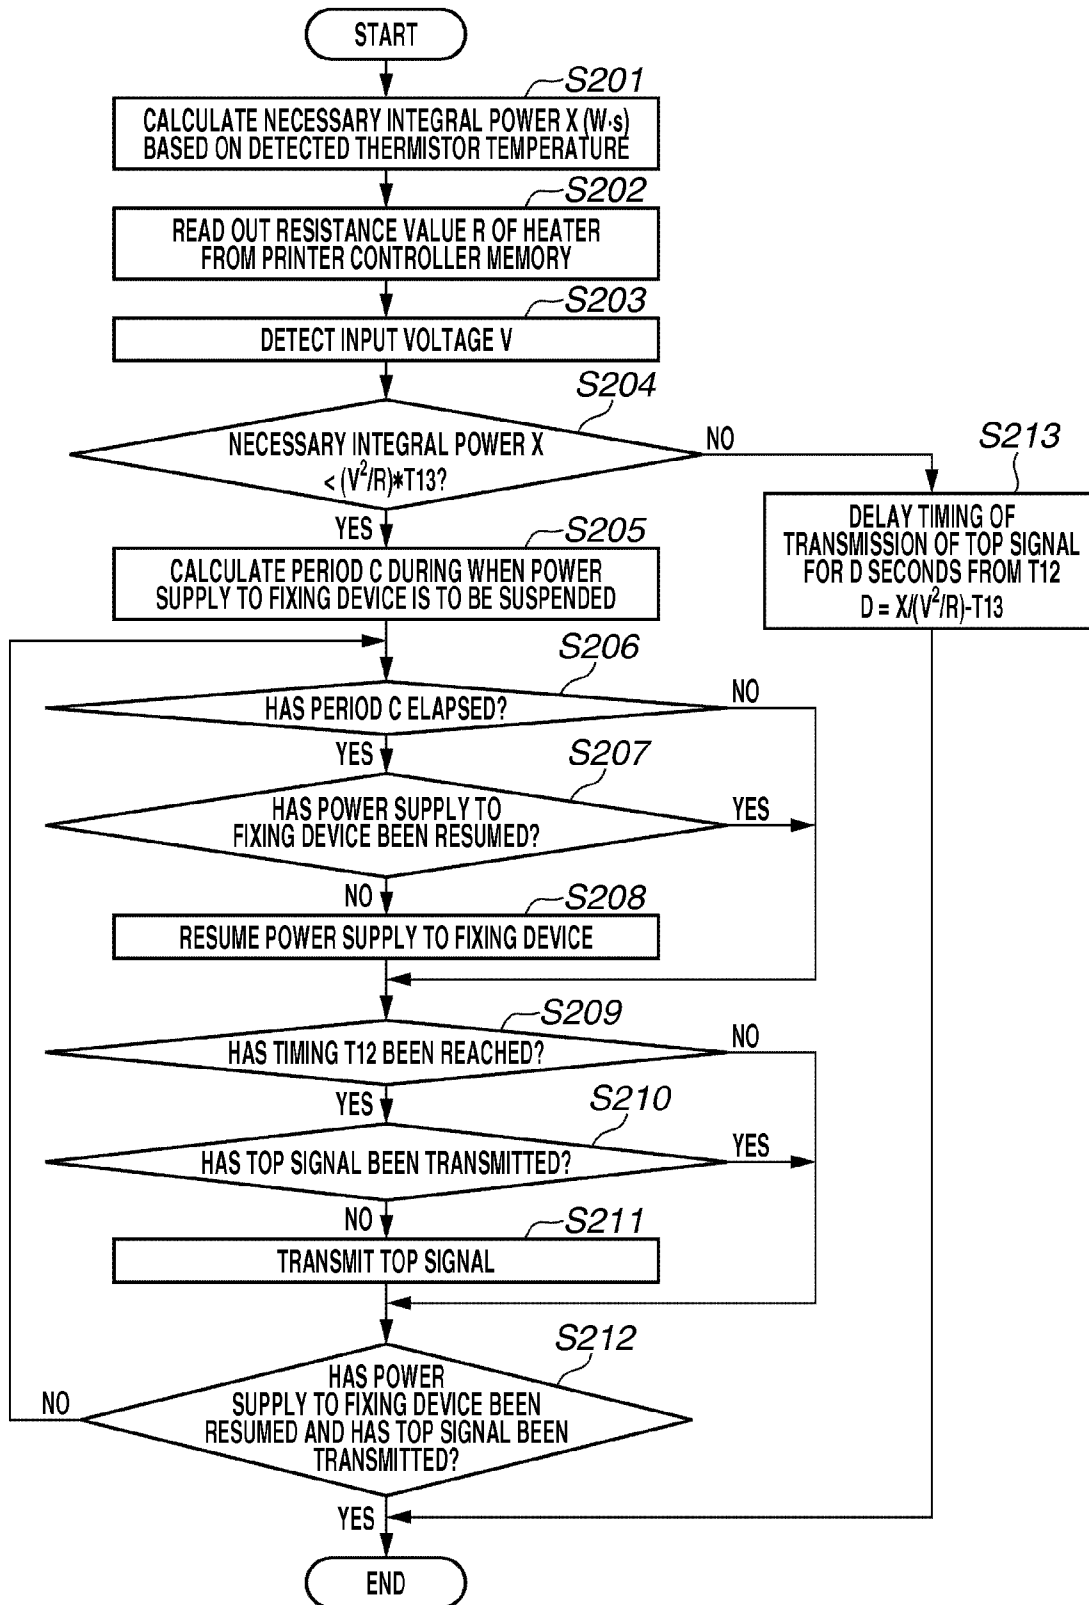 START
S201
CALCULATE NECESSARY INTEGRAL POWER X (W·s)
BASED ON DETECTED THERMISTOR TEMPERATURE
S202
READ OUT RESISTANCE VALUE R OF HEATER
FROM PRINTER CONTROLLER MEMORY
S203
DETECT INPUT VOLTAGE V
S204
NECESSARY INTEGRAL POWER X
< (V²/R)*T13?
NO
YES
S213
DELAY TIMING OF
TRANSMISSION OF TOP SIGNAL
FOR D SECONDS FROM T12
D = X/(V²/R)-T13
S205
CALCULATE PERIOD C DURING WHEN POWER
SUPPLY TO FIXING DEVICE IS TO BE SUSPENDED
S206
HAS PERIOD C ELAPSED?
NO
YES
S207
HAS POWER SUPPLY TO
FIXING DEVICE BEEN RESUMED?
YES
NO
S208
RESUME POWER SUPPLY TO FIXING DEVICE
S209
HAS TIMING T12 BEEN REACHED?
NO
YES
S210
HAS TOP SIGNAL BEEN TRANSMITTED?
YES
NO
S211
TRANSMIT TOP SIGNAL
S212
HAS POWER
SUPPLY TO FIXING DEVICE BEEN
RESUMED AND HAS TOP SIGNAL BEEN
TRANSMITTED?
NO
YES
END